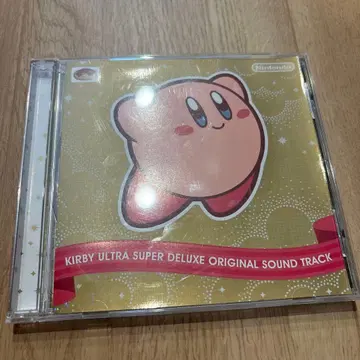 Nintendo
KIRBY ULTRA SUPER DELUXE ORIGINAL SOUND TRACK